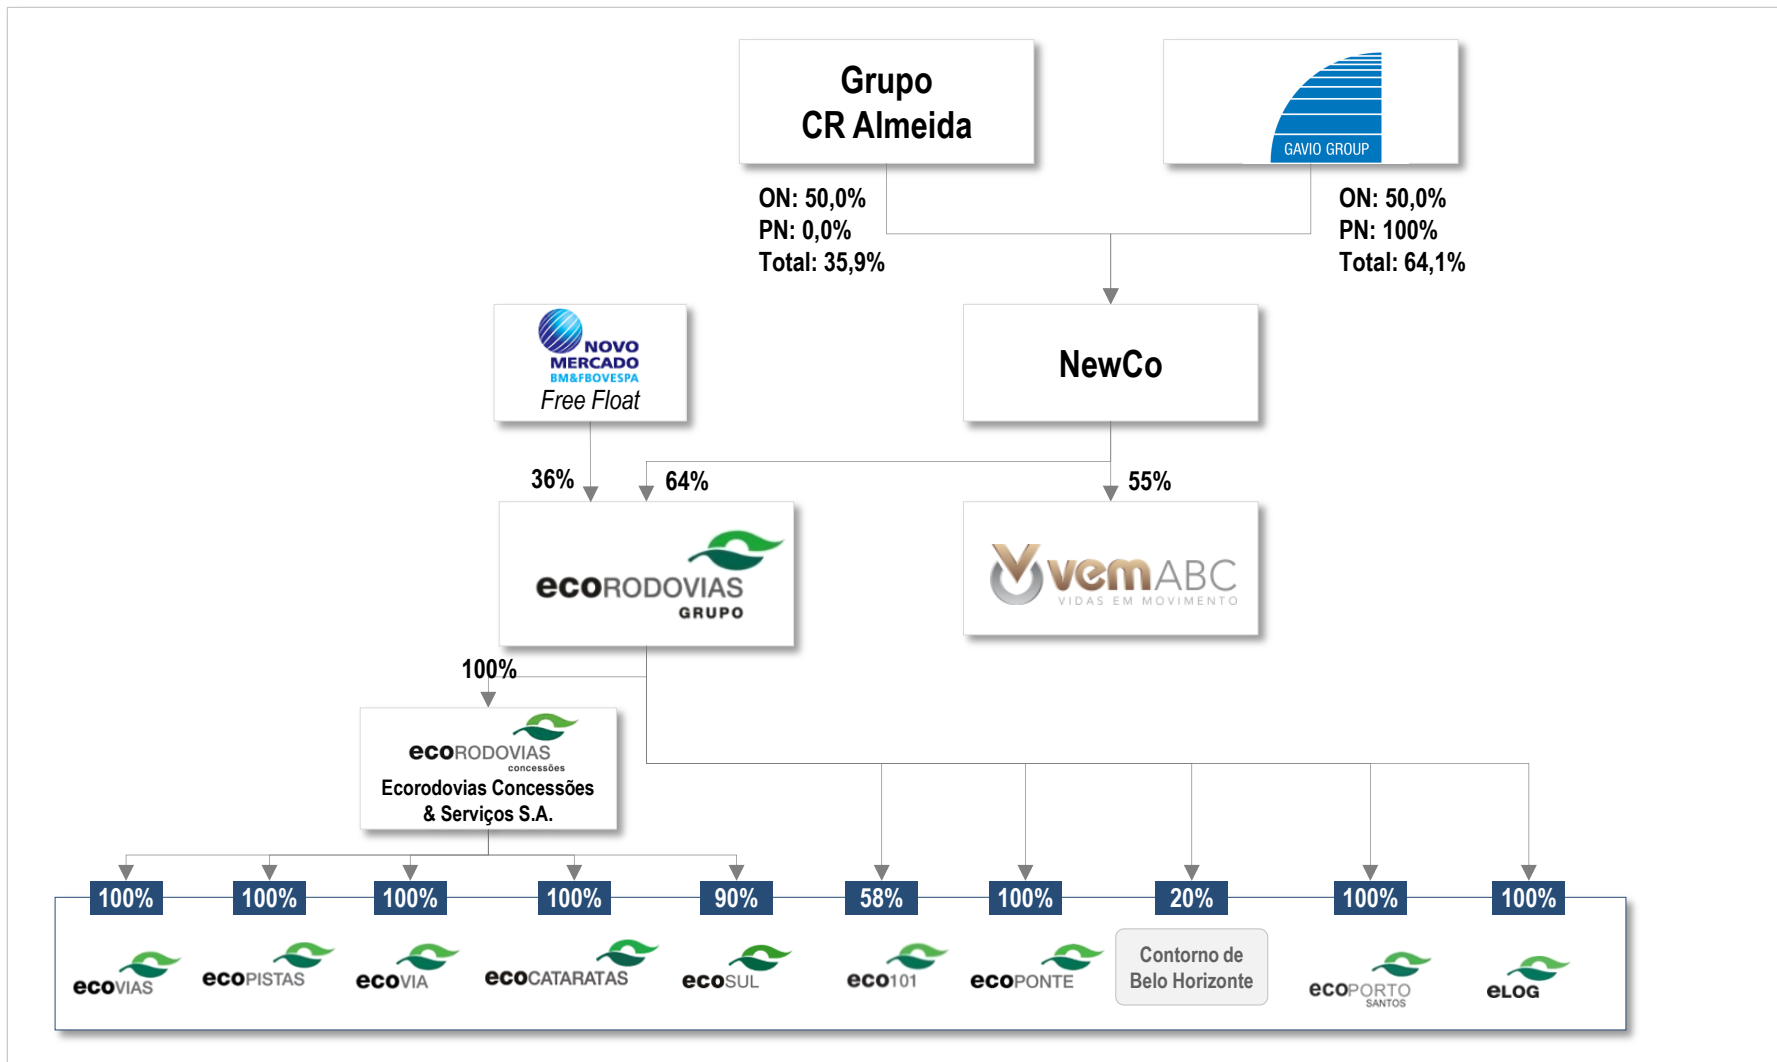 Grupo
CR Almeida
GAVIO GROUP
ON: 50,0%
PN: 0,0%
Total: 35,9%
ON: 50,0%
PN: 100%
Total: 64,1%
NOVO
MERCADO
BM&FBOVESPA
Free Float
NewCo
36%
64%
55%
ecoRODOVIAS
GRUPO
vemABC
VIDAS EM MOVIMENTO
100%
ecoRODOVIAS
concessões
Ecorodovias Concessões
& Serviços S.A.
100%
100%
100%
100%
90%
58%
100%
20%
100%
100%
ecoVIAS
ecoPISTAS
ecoVIA
ecoCATARATAS
ecoSUL
eco101
ecoPONTE
Contorno de
Belo Horizonte
ecoPORTO
SANTOS
eLOG